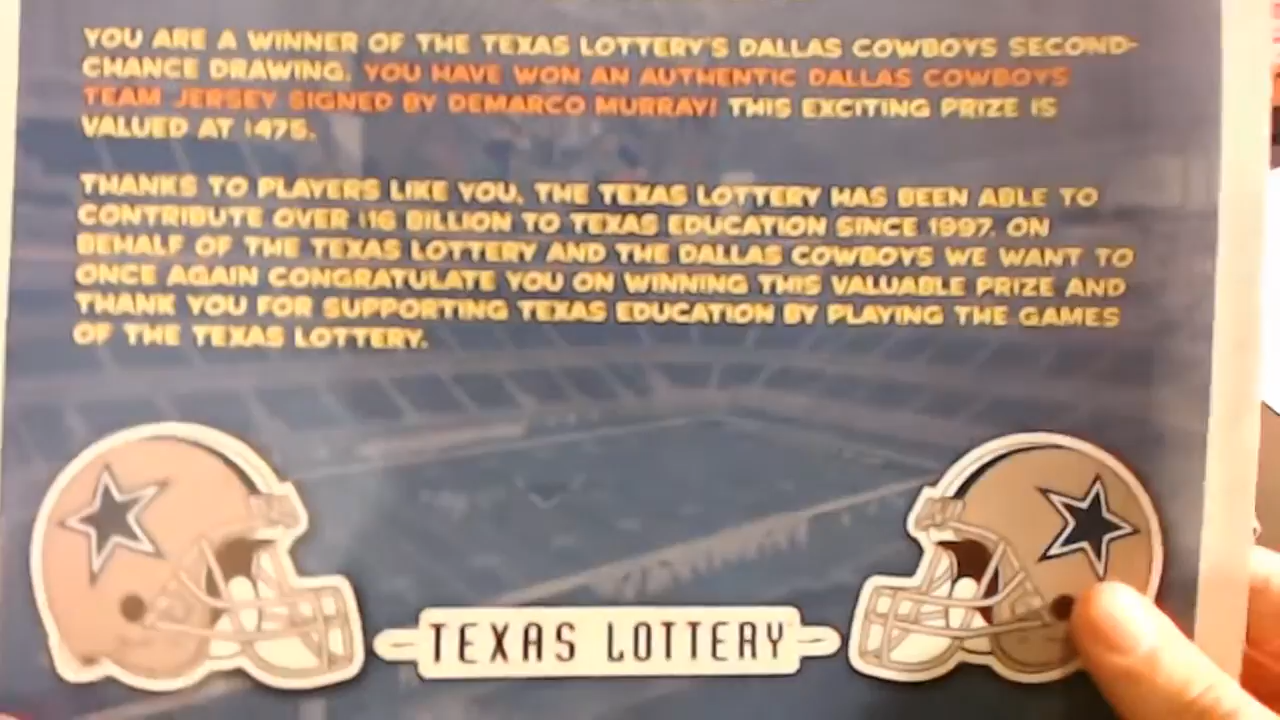 YOU ARE A WINNER OF THE TEXAS LOTTERY'S DALLAS COWBOYS SECOND-
CHANCE DRAWING. YOU HAVE WON AN AUTHENTIC DALLAS COWBOYS
TEAM JERSEY SIGNED BY DEMARCO MURRAY! THIS EXCITING PRIZE IS
VALUED AT $475.
THANKS TO PLAYERS LIKE YOU, THE TEXAS LOTTERY HAS BEEN ABLE TO
CONTRIBUTE OVER $16 BILLION TO TEXAS EDUCATION SINCE 1997. ON
BEHALF OF THE TEXAS LOTTERY AND THE DALLAS COWBOYS WE WANT TO
ONCE AGAIN CONGRATULATE YOU ON WINNING THIS VALUABLE PRIZE AND
THANK YOU FOR SUPPORTING TEXAS EDUCATION BY PLAYING THE GAMES
OF THE TEXAS LOTTERY.
TEXAS LOTTERY